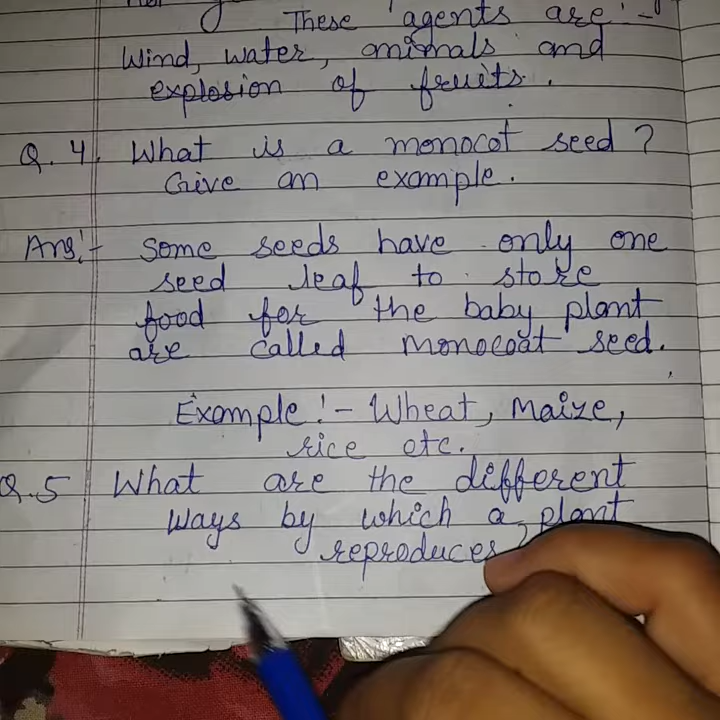 These agents are :-
Wind, water, animals and
explosion of fruits.
Q. 4. What is a monocot seed ?
Give an example.
Ans:- Some seeds have only one
seed leaf to store
food for the baby plant
are called monocoat seed.
Example :- Wheat, Maize,
rice etc.
Q.5 What are the different
ways by which a plant
reproduces?